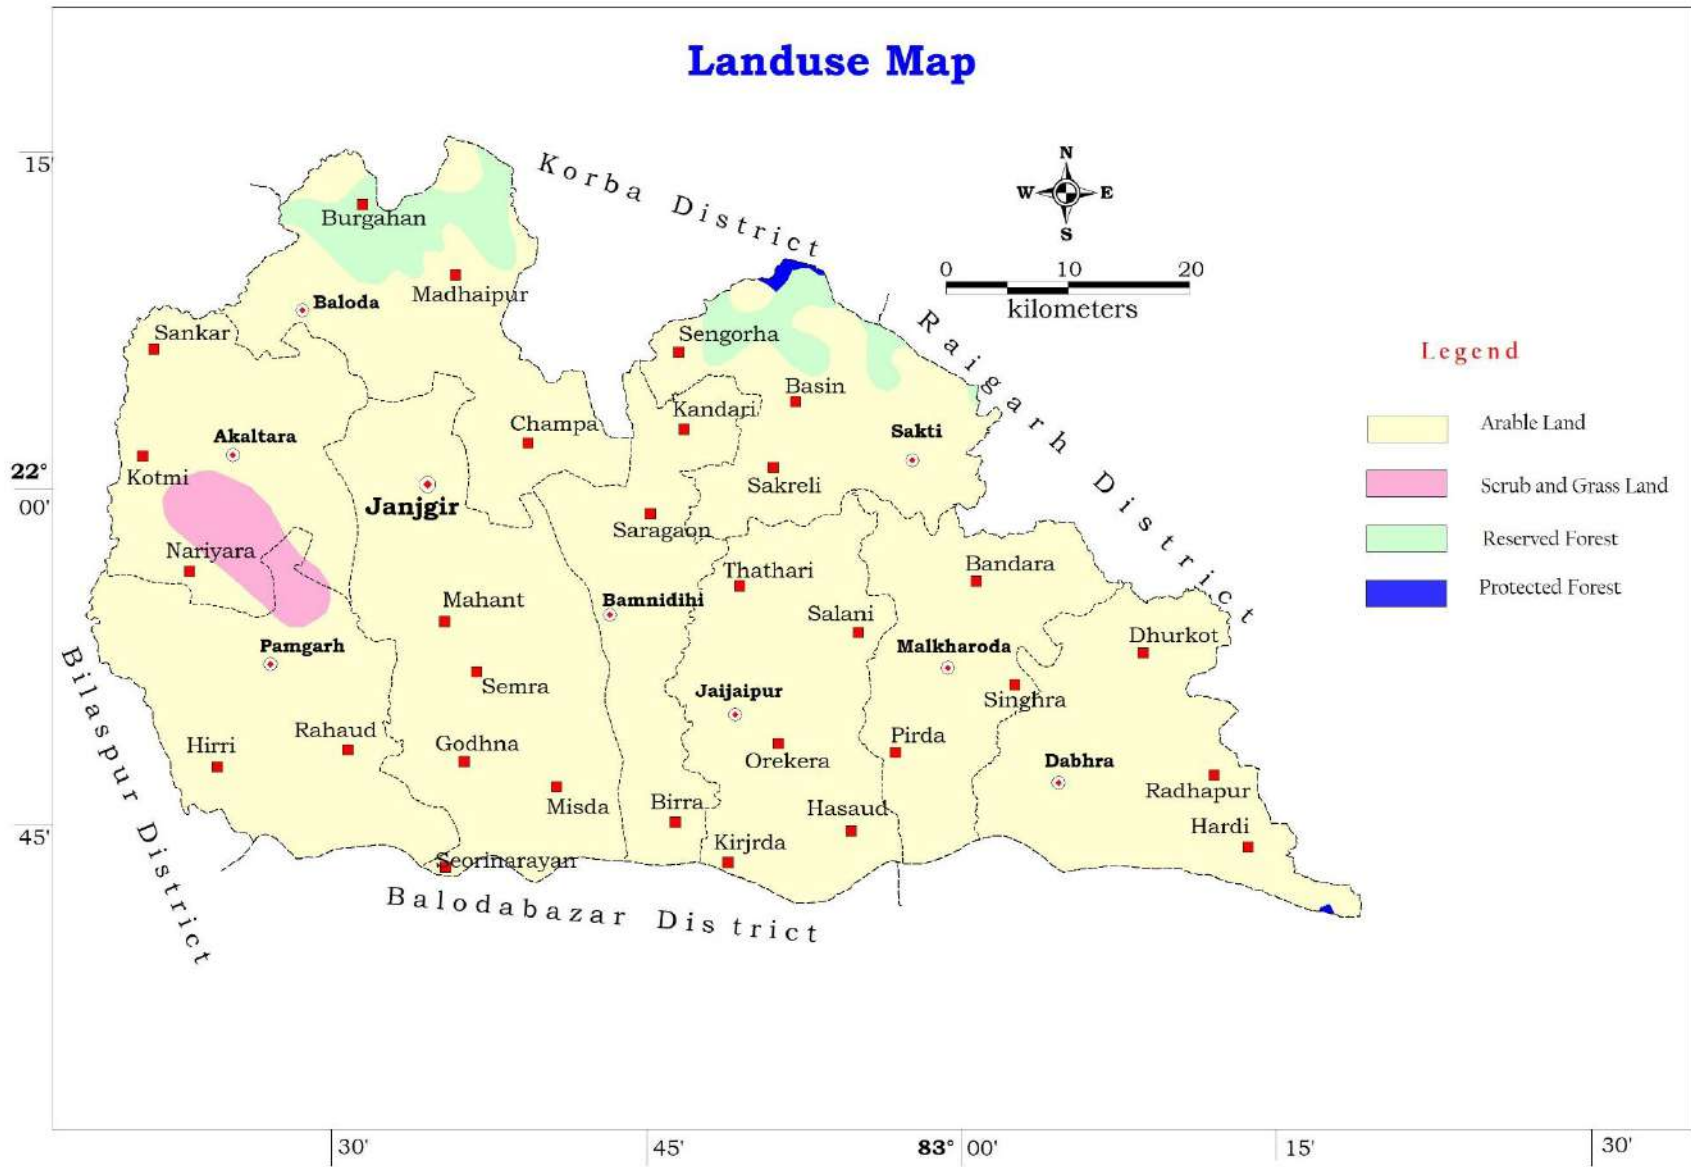 Landuse Map
Korba District
N
W E
S
15'
Burgahan
0 10 20
kilometers
Madhaipur
Baloda
Sankar
Sengorha
Raigarh District
Legend
Basin
Kandari
Champa
Akaltara
Sakti
Arable Land
22°
00'
Kotmi
Sakreli
Scrub and Grass Land
Janjgir
Saragaon
Reserved Forest
Nariyara
Thathari
Bandara
Protected Forest
Mahant
Bamnidihi
Salani
Dhurkot
Pamgarh
Malkharoda
Bilaspur District
Semra
Jaijaipur
Singhra
Hirri
Rahaud
Godhna
Pirda
Orekera
Dabhra
Misda
Birra
Hasaud
Radhapur
45'
Kirjrda
Hardi
Seorinarayan
Balodabazar District
30' 45' 83° 00' 15' 30'